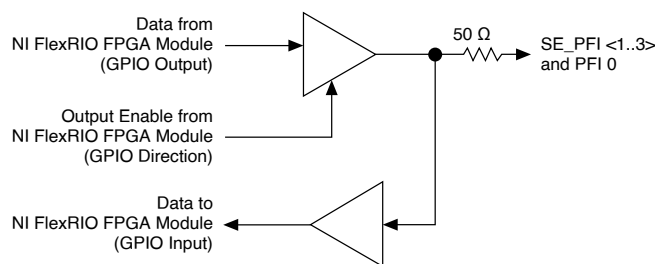 Data from
NI FlexRIO FPGA Module
(GPIO Output)
50 Ω
SE_PFI <1..3>
and PFI 0
Output Enable from
NI FlexRIO FPGA Module
(GPIO Direction)
Data to
NI FlexRIO FPGA Module
(GPIO Input)